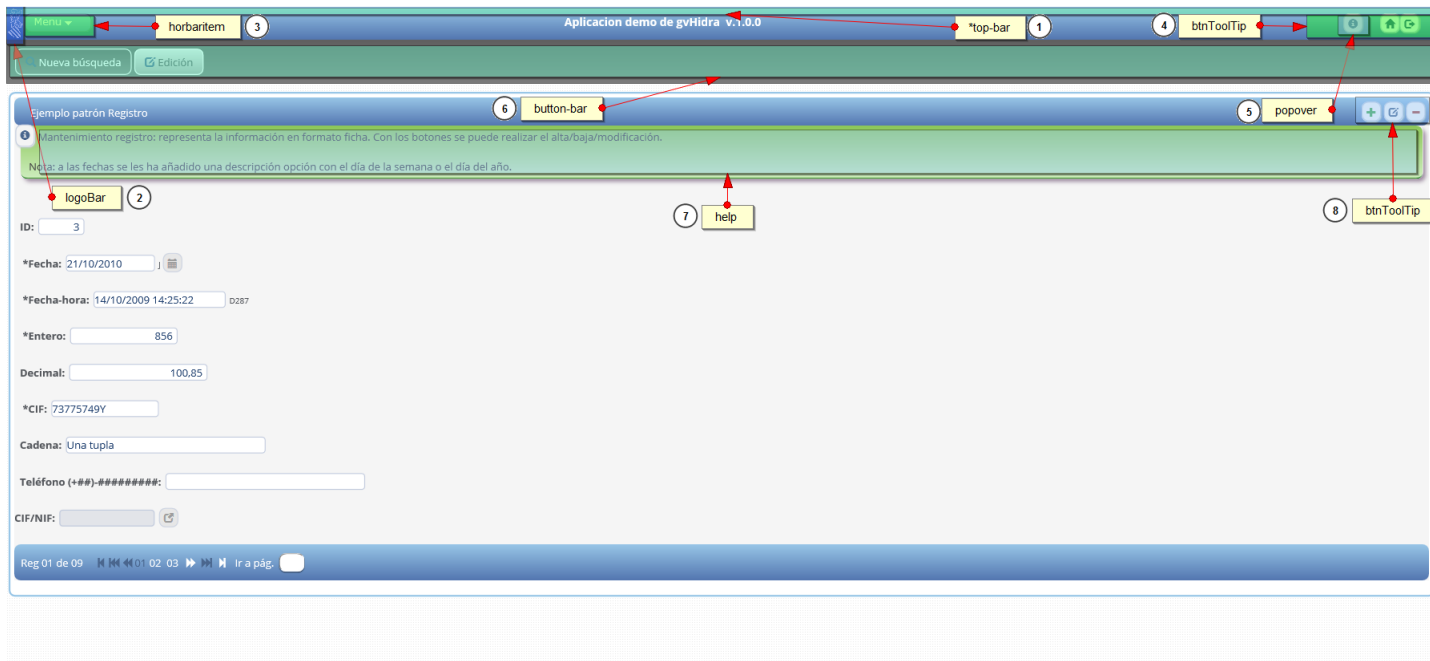 Menu
horbaritem
3
Aplicacion demo de gvHidra v.1.0.0
*top-bar
1
4
btnToolTip
Nueva búsqueda
Edición
6
button-bar
5
popover
Ejemplo patrón Registro
Mantenimiento registro: representa la información en formato ficha. Con los botones se puede realizar el alta/baja/modificación.
Nota: a las fechas se les ha añadido una descripción opción con el día de la semana o el día del año.
logoBar
2
7
help
8
btnToolTip
ID: 3
*Fecha: 21/10/2010 J
*Fecha-hora: 14/10/2009 14:25:22 D287
*Entero: 856
Decimal: 100,85
*CIF: 73775749Y
Cadena: Una tupla
Teléfono (+##)-#########:
CIF/NIF:
Reg 01 de 09 01 02 03 Ir a pág.